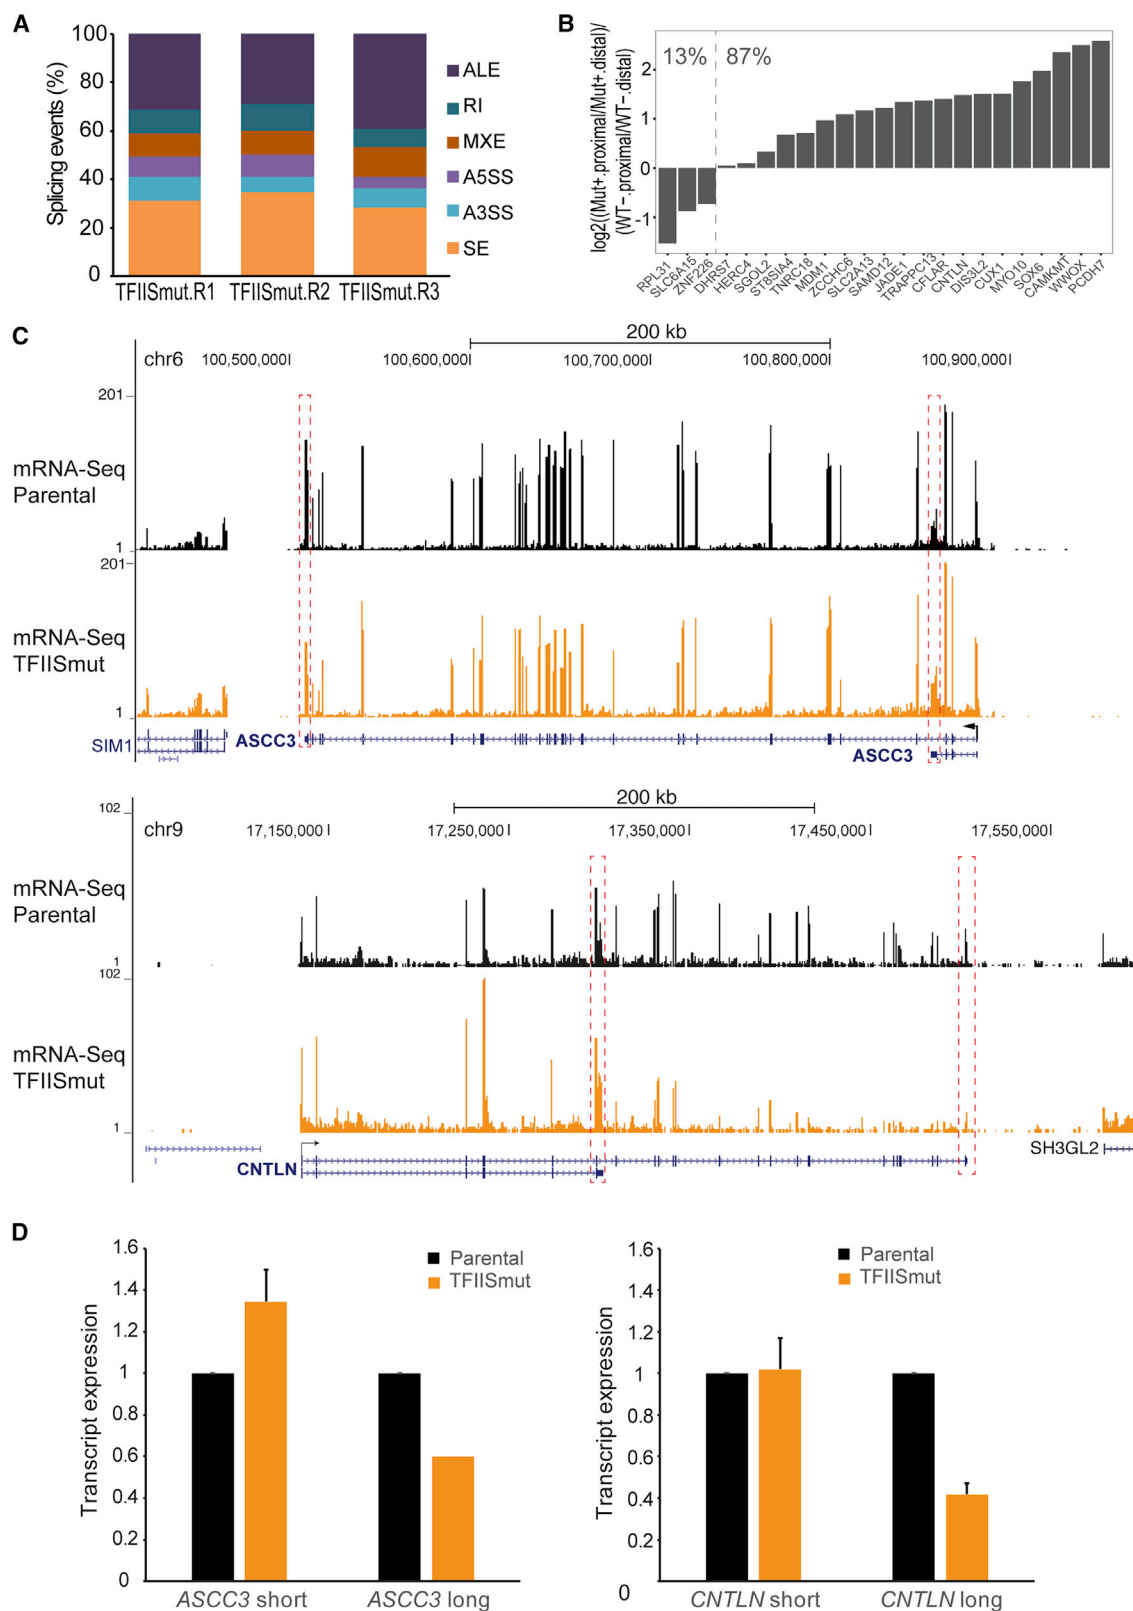 A
Splicing events (%)
100
80
60
40
20
0
TFIISmut.R1
TFIISmut.R2
TFIISmut.R3
ALE
RI
MXE
A5SS
A3SS
SE
B
log2((Mut+.proximal/Mut+.distal)/
(WT−.proximal/WT−.distal)
2
1
0
-1
13%
87%
RPL31
SLC6A15
ZNF226
DHRS7
HERC4
SGOL2
ST8SIA4
TNRC18
MDM1
ZCCHC6
SLC2A13
SAMD12
JADE1
TRAPPC13
CFLAR
CNTLN
DIS3L2
CUX1
MYO10
SOX6
CAMKMT
WWOX
PCDH7
C
200 kb
chr6
100,500,000
100,600,000
100,700,000
100,800,000
100,900,000
201
mRNA-Seq
Parental
1
201
mRNA-Seq
TFIISmut
1
SIM1
ASCC3
ASCC3
102
200 kb
chr9
17,150,000
17,250,000
17,350,000
17,450,000
17,550,000
mRNA-Seq
Parental
1
102
mRNA-Seq
TFIISmut
1
SH3GL2
CNTLN
D
Transcript expression
1.6
1.4
1.2
1
0.8
0.6
0.4
0.2
0
Parental
TFIISmut
ASCC3 short
ASCC3 long
Transcript expression
1.6
1.4
1.2
1
0.8
0.6
0.4
0.2
0
Parental
TFIISmut
CNTLN short
CNTLN long